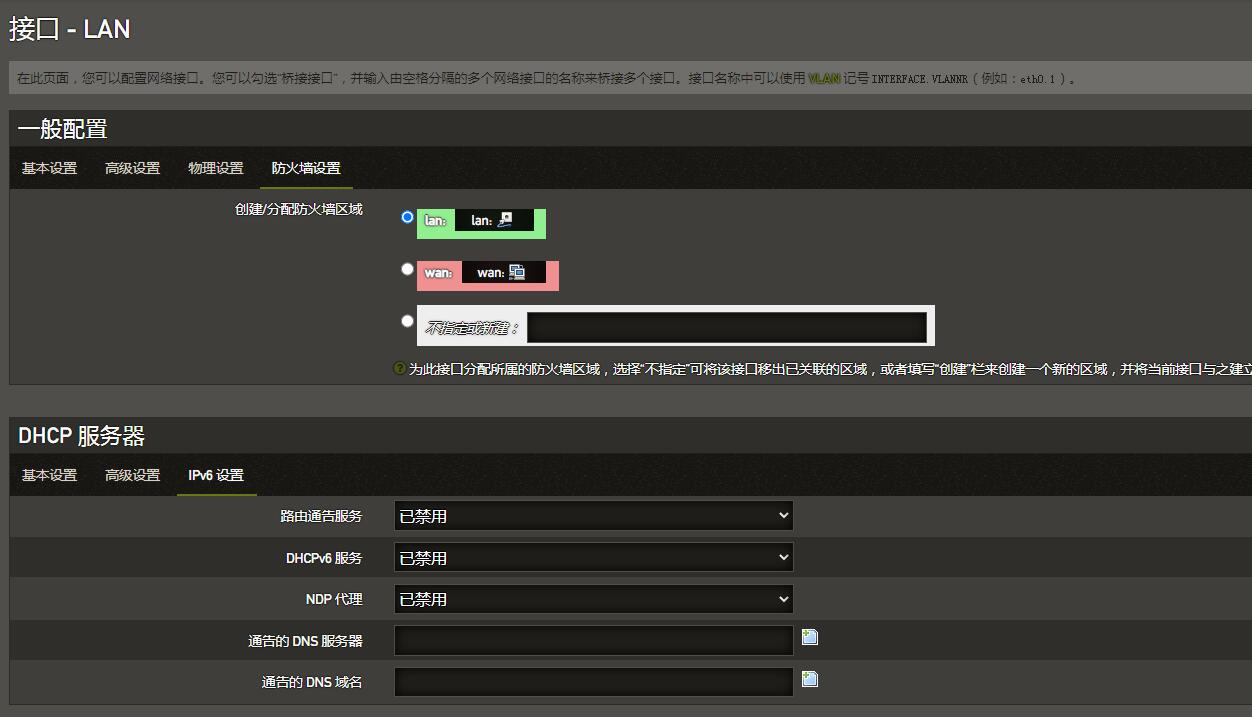 接口 - LAN
在此页面，您可以配置网络接口。您可以勾选“桥接接口”，并输入由空格分隔的多个网络接口的名称来桥接多个接口。接口名称中可以使用 VLAN 记号 INTERFACE.VLANNR（例如：eth0.1）。
一般配置
基本设置 高级设置 物理设置 防火墙设置
创建/分配防火墙区域
lan: lan:
wan: wan:
不指定或新建：
为此接口分配所属的防火墙区域，选择“不指定”可将该接口移出已关联的区域，或者填写“创建”栏来创建一个新的区域，并将当前接口与之建立
DHCP 服务器
基本设置 高级设置 IPv6 设置
路由通告服务 已禁用
DHCPv6 服务 已禁用
NDP 代理 已禁用
通告的 DNS 服务器
通告的 DNS 域名